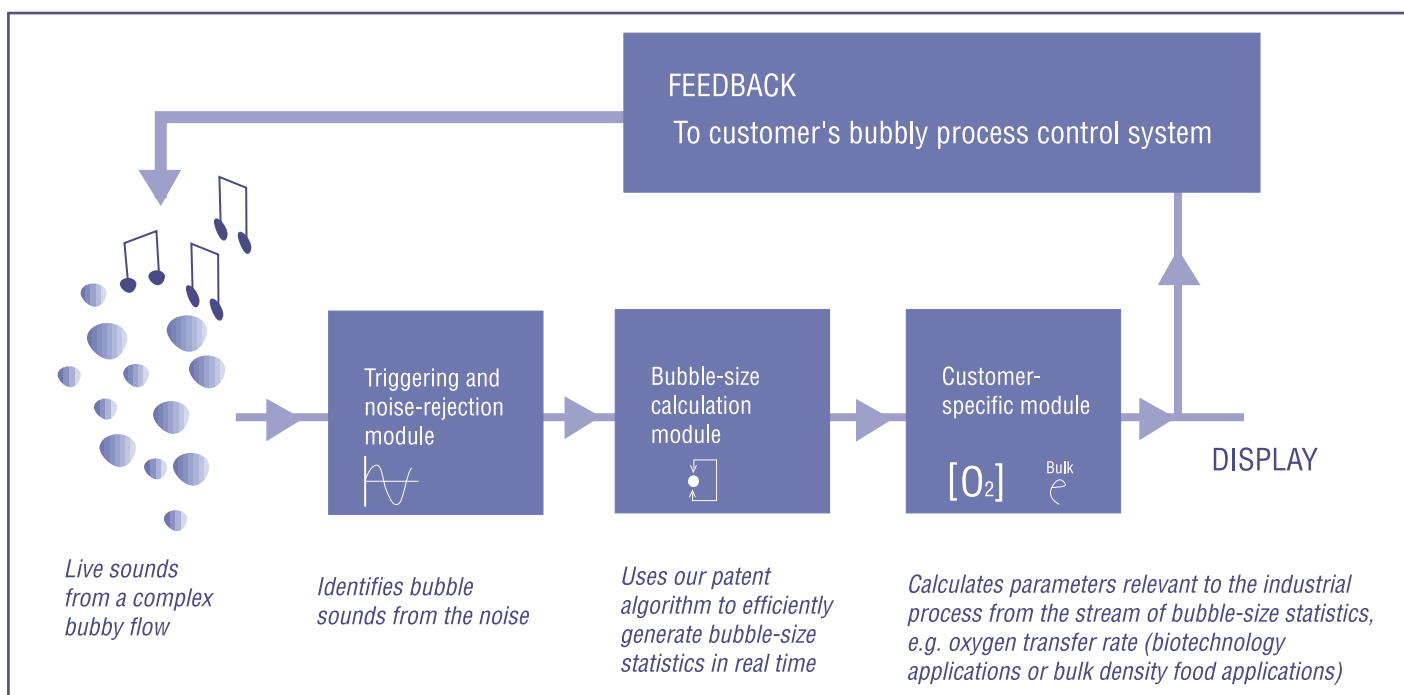 FEEDBACK
To customer's bubbly process control system
Triggering and
noise-rejection
module
Bubble-size
calculation
module
Customer-
specific module
[O₂]
Bulk
e
DISPLAY
Live sounds
from a complex
bubby flow
Identifies bubble
sounds from the noise
Uses our patent
algorithm to efficiently
generate bubble-size
statistics in real time
Calculates parameters relevant to the industrial
process from the stream of bubble-size statistics,
e.g. oxygen transfer rate (biotechnology
applications or bulk density food applications)